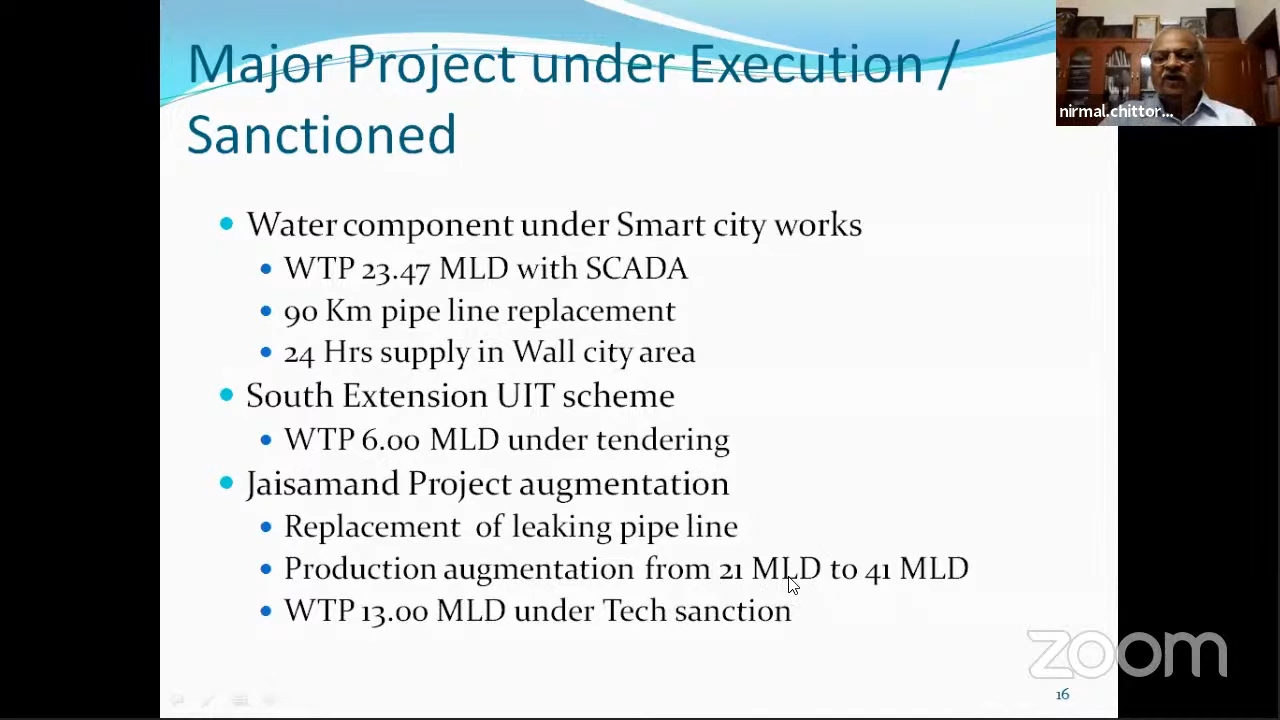 Major Project under Execution /
Sanctioned
nirmal.chittor...
• Water component under Smart city works
• WTP 23.47 MLD with SCADA
• 90 Km pipe line replacement
• 24 Hrs supply in Wall city area
• South Extension UIT scheme
• WTP 6.00 MLD under tendering
• Jaisamand Project augmentation
• Replacement of leaking pipe line
• Production augmentation from 21 MLD to 41 MLD
• WTP 13.00 MLD under Tech sanction
zoom
16